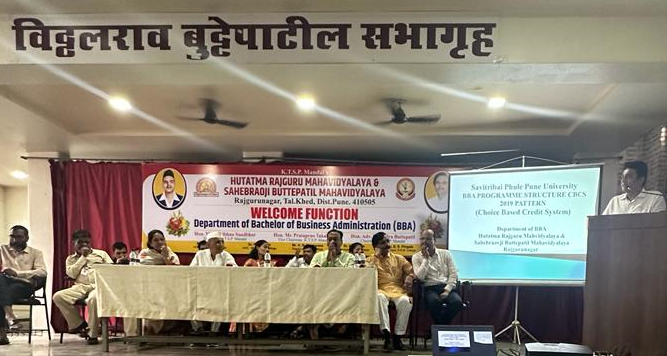 विठ्ठलराव बुट्टेपाटील सभागृह
K.T.S.P. Mandal's
HUTATMA RAJGURU MAHAVIDYALAYA &
SAHEBRAOJI BUTTEPATIL MAHAVIDYALAYA
Rajgurunagar, Tal.Khed, Dist.Pune. 410505
WELCOME FUNCTION
Department of Bachelor of Business Administration (BBA)
Savitribai Phule Pune University
BBA PROGRAMME STRUCTURE CBCS
2019 PATTERN
(Choice Based Credit System)
Department of BBA
Hutatma Rajguru Mahavidyalaya &
Sahebraoji Buttepatil Mahavidyalaya
Rajgurunagar